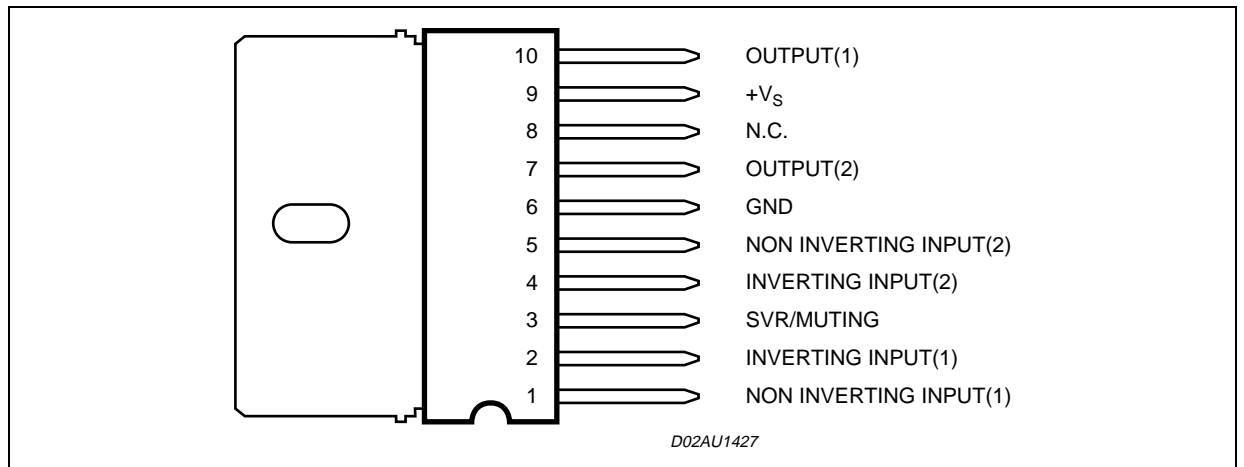 10 OUTPUT(1)
9 +VS
8 N.C.
7 OUTPUT(2)
6 GND
5 NON INVERTING INPUT(2)
4 INVERTING INPUT(2)
3 SVR/MUTING
2 INVERTING INPUT(1)
1 NON INVERTING INPUT(1)
D02AU1427